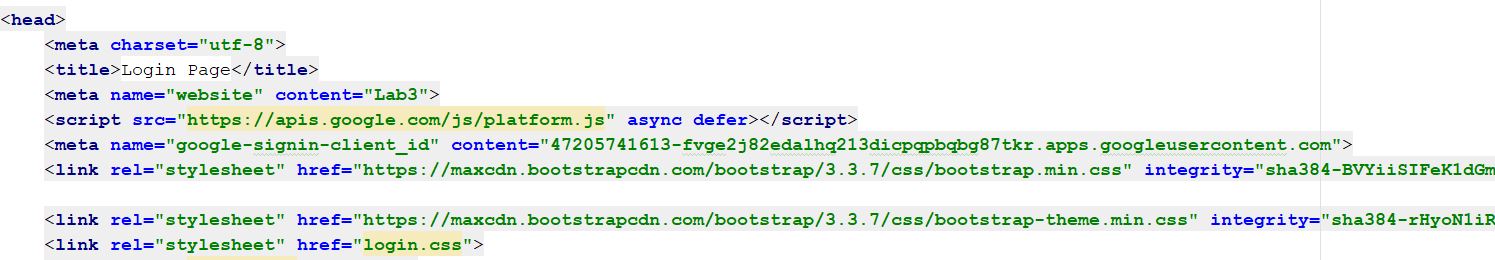 <head>
<meta charset="utf-8">
<title>Login Page</title>
<meta name="website" content="Lab3">
<script src="https://apis.google.com/js/platform.js" async defer></script>
<meta name="google-signin-client_id" content="47205741613-fvge2j82edalhq213dicpqpbqbg87tkr.apps.googleusercontent.com">
<link rel="stylesheet" href="https://maxcdn.bootstrapcdn.com/bootstrap/3.3.7/css/bootstrap.min.css" integrity="sha384-BVYiiSIFeK1dGm
<link rel="stylesheet" href="https://maxcdn.bootstrapcdn.com/bootstrap/3.3.7/css/bootstrap-theme.min.css" integrity="sha384-rHyoN1iR
<link rel="stylesheet" href="login.css">